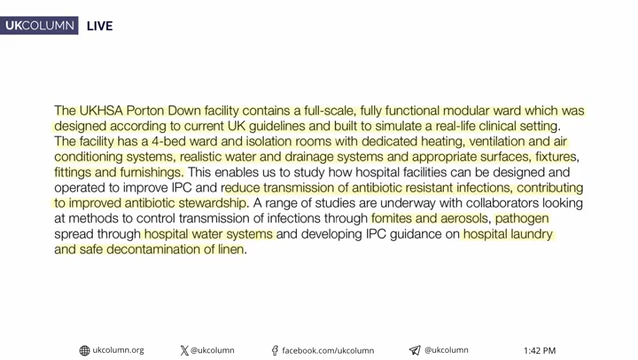 UKCOLUMN LIVE
The UKHSA Porton Down facility contains a full-scale, fully functional modular ward which was
designed according to current UK guidelines and built to simulate a real-life clinical setting.
The facility has a 4-bed ward and isolation rooms with dedicated heating, ventilation and air
conditioning systems, realistic water and drainage systems and appropriate surfaces, fixtures,
fittings and furnishings. This enables us to study how hospital facilities can be designed and
operated to improve IPC and reduce transmission of antibiotic resistant infections, contributing
to improved antibiotic stewardship. A range of studies are underway with collaborators looking
at methods to control transmission of infections through fomites and aerosols, pathogen
spread through hospital water systems and developing IPC guidance on hospital laundry
and safe decontamination of linen.
ukcolumn.org @ukcolumn facebook.com/ukcolumn @ukcolumn 1:42 PM